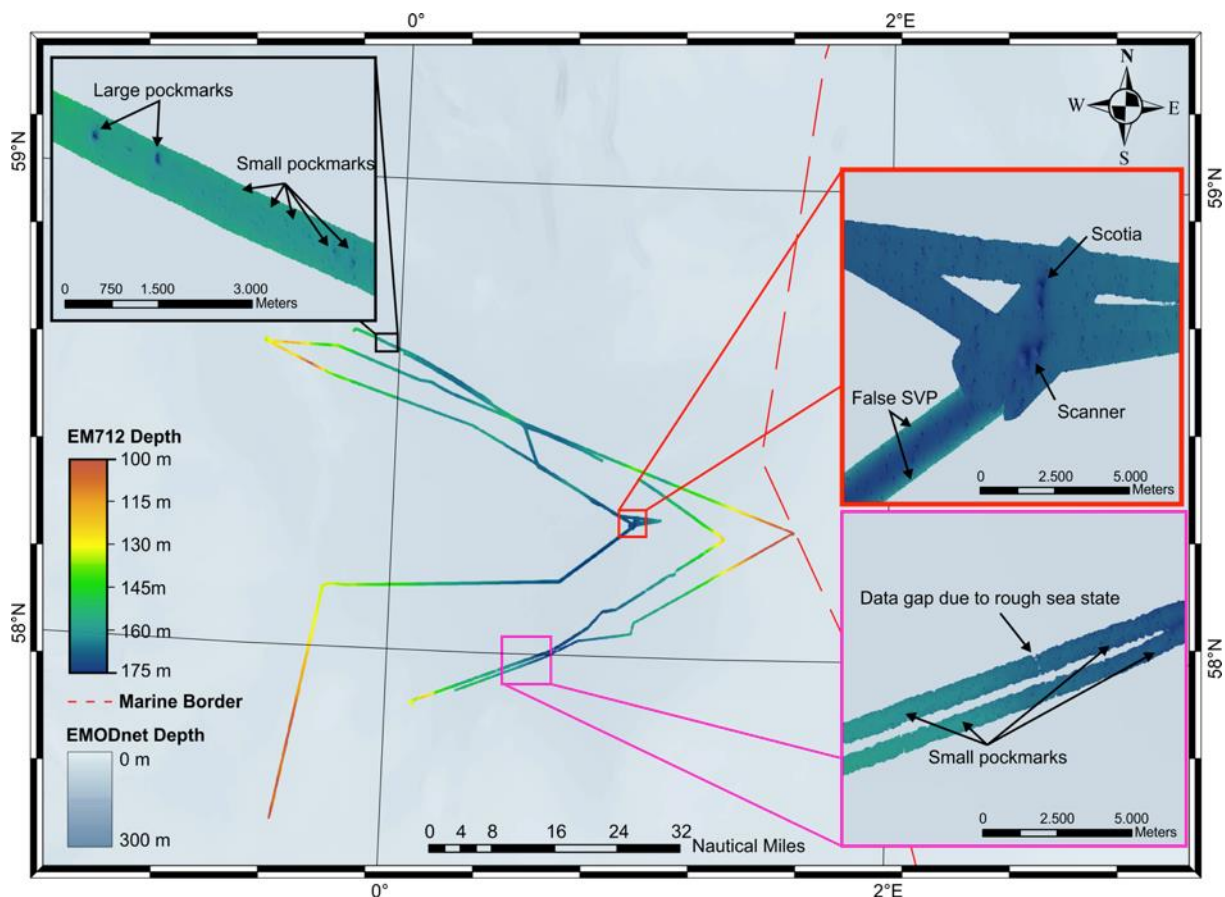 0°
2°E
Large pockmarks
Small pockmarks
0 750 1.500 3.000
Meters
N
W E
S
59°N
59°N
Scotia
False SVP
Scanner
0 2.500 5.000
Meters
EM712 Depth
100 m
115 m
130 m
145m
160 m
175 m
Marine Border
EMODnet Depth
0 m
300 m
58°N
58°N
Data gap due to rough sea state
Small pockmarks
0 2.500 5.000
Meters
0 4 8 16 24 32
Nautical Miles
0°
2°E